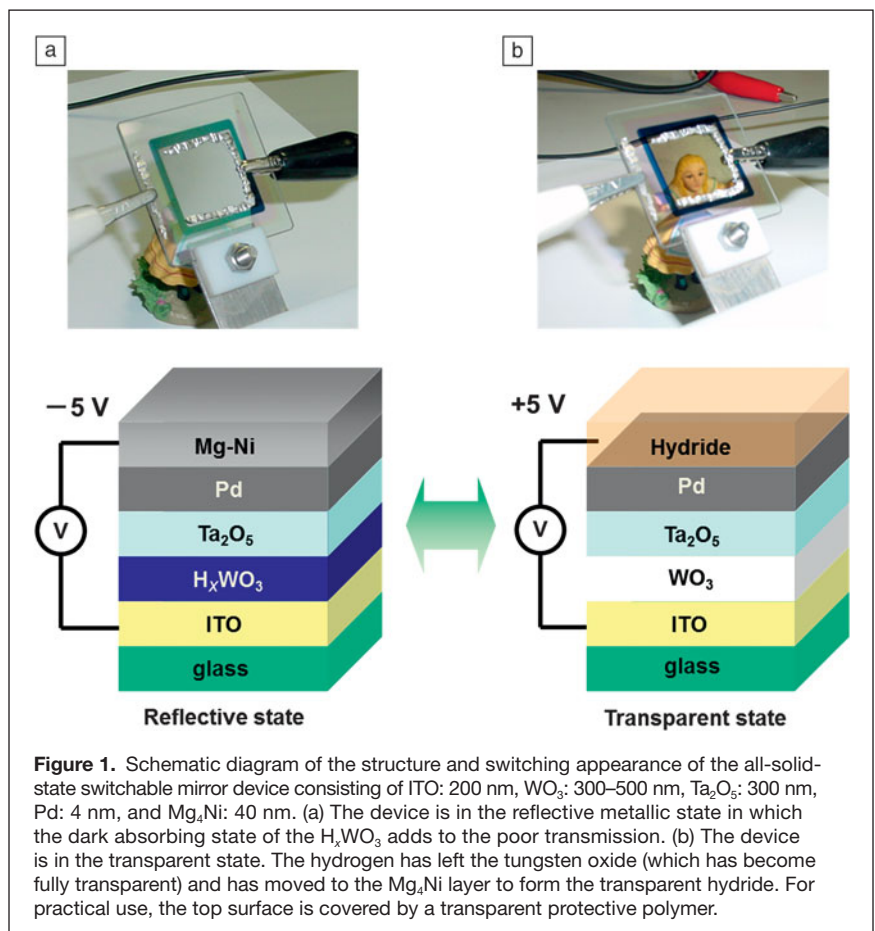 a
b
−5 V
Mg-Ni
Pd
Ta₂O₅
HₓWO₃
ITO
glass
V
Reflective state
+5 V
Hydride
Pd
Ta₂O₅
WO₃
ITO
glass
V
Transparent state
Figure 1. Schematic diagram of the structure and switching appearance of the all-solid-
state switchable mirror device consisting of ITO: 200 nm, WO₃: 300–500 nm, Ta₂O₅: 300 nm,
Pd: 4 nm, and Mg₄Ni: 40 nm. (a) The device is in the reflective metallic state in which
the dark absorbing state of the HₓWO₃ adds to the poor transmission. (b) The device
is in the transparent state. The hydrogen has left the tungsten oxide (which has become
fully transparent) and has moved to the Mg₄Ni layer to form the transparent hydride. For
practical use, the top surface is covered by a transparent protective polymer.